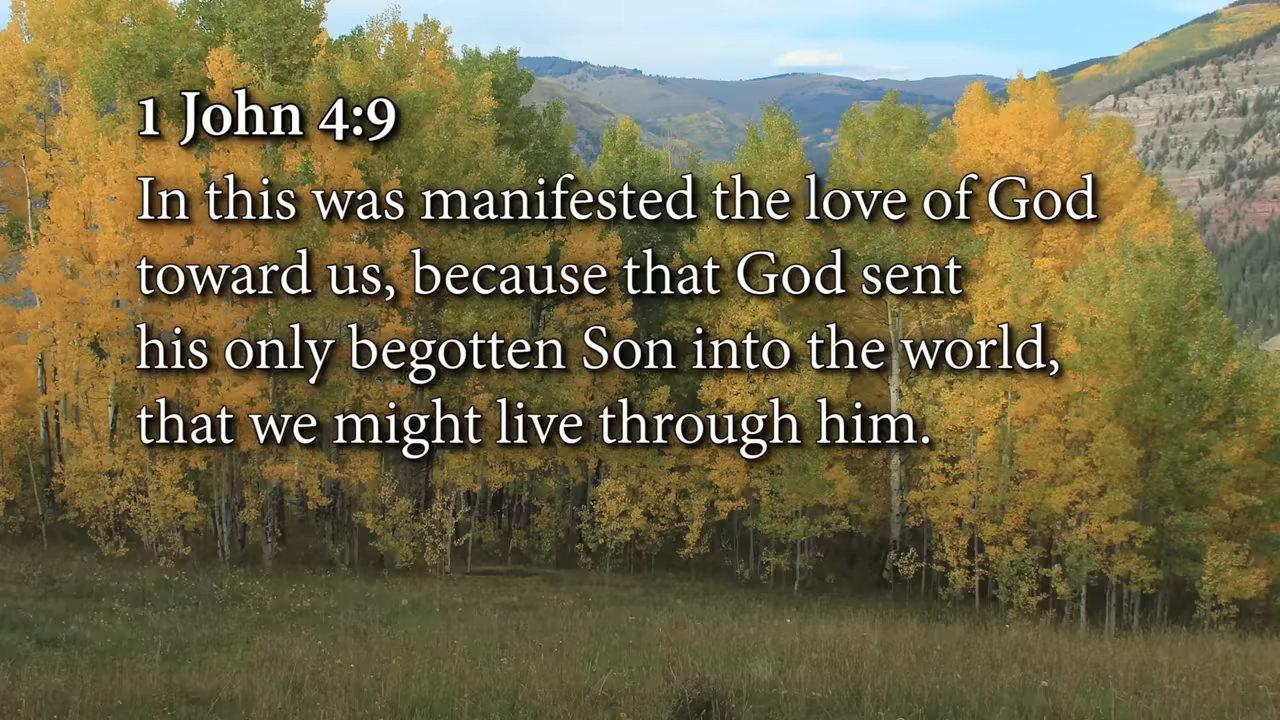 1 John 4:9
In this was manifested the love of God
toward us, because that God sent
his only begotten Son into the world,
that we might live through him.